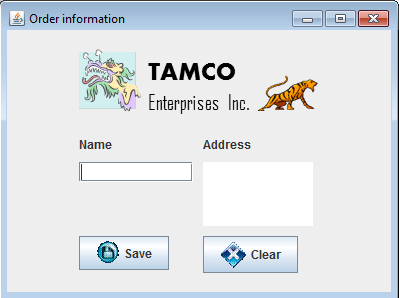 Order information
TAMCO
Enterprises Inc.
Name Address
Save Clear